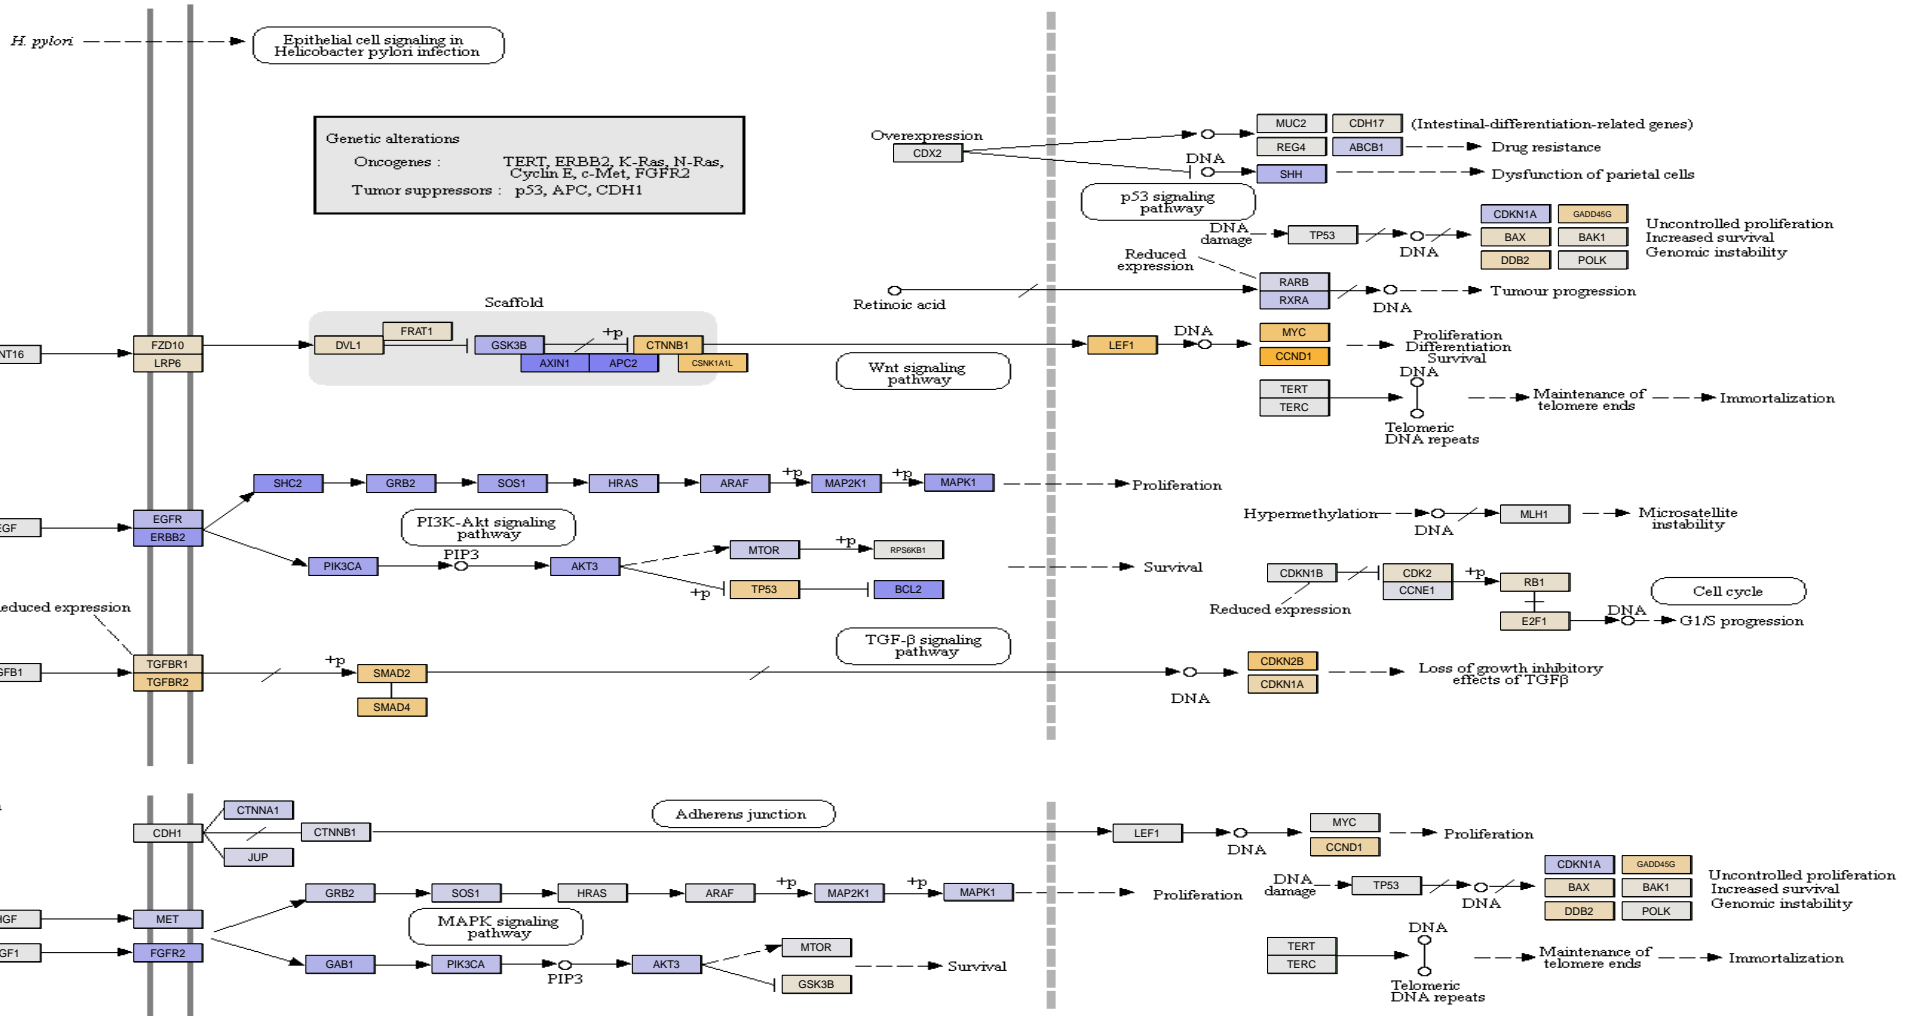 H. pylori
Epithelial cell signaling in
Helicobacter pylori infection
Genetic alterations
Oncogenes : TERT, ERBB2, K-Ras, N-Ras,
Cyclin E, c-Met, FGFR2
Tumor suppressors : p53, APC, CDH1
Overexpression
CDX2
DNA
MUC2 CDH17 (Intestinal-differentiation-related genes)
REG4 ABCB1 Drug resistance
SHH Dysfunction of parietal cells
p53 signaling
pathway
DNA
damage
TP53
DNA
CDKN1A GADD45G
BAX BAK1
DDB2 POLK
Uncontrolled proliferation
Increased survival
Genomic instability
Reduced
expression
Retinoic acid
RARB
RXRA
DNA
Tumour progression
Scaffold
NT16
FZD10
LRP6
DVL1
FRAT1
GSK3B
+p
CTNNB1
AXIN1 APC2 CSNK1A1L
Wnt signaling
pathway
LEF1
DNA
MYC
CCND1
Proliferation
Differentiation
Survival
TERT
TERC
DNA
Telomeric
DNA repeats
Maintenance of
telomere ends
Immortalization
SHC2 GRB2 SOS1 HRAS ARAF +p MAP2K1 +p MAPK1 Proliferation
EGF
EGFR
ERBB2
PI3K-Akt signaling
pathway
PIK3CA
PIP3
AKT3
MTOR +p RPS6KB1
+p TP53 BCL2
Survival
Hypermethylation
DNA
MLH1
Microsatellite
instability
CDKN1B
Reduced expression
CDK2
CCNE1
+p
RB1
E2F1
Cell cycle
DNA
G1/S progression
educed expression
GFB1
TGFBR1
TGFBR2
+p
SMAD2
SMAD4
TGF-β signaling
pathway
DNA
CDKN2B
CDKN1A
Loss of growth inhibitory
effects of TGFβ
CDH1
CTNNA1
CTNNB1
JUP
Adherens junction
LEF1
DNA
MYC
CCND1
Proliferation
GRB2 SOS1 HRAS ARAF +p MAP2K1 +p MAPK1 Proliferation
HGF
MET
GF1
FGFR2
MAPK signaling
pathway
GAB1 PIK3CA PIP3 AKT3
MTOR
GSK3B
Survival
DNA
damage
TP53
DNA
CDKN1A GADD45G
BAX BAK1
DDB2 POLK
Uncontrolled proliferation
Increased survival
Genomic instability
TERT
TERC
DNA
Telomeric
DNA repeats
Maintenance of
telomere ends
Immortalization